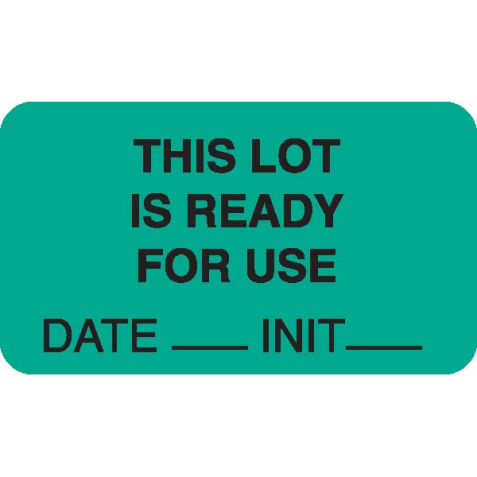 THIS LOT
IS READY
FOR USE
DATE ___ INIT___